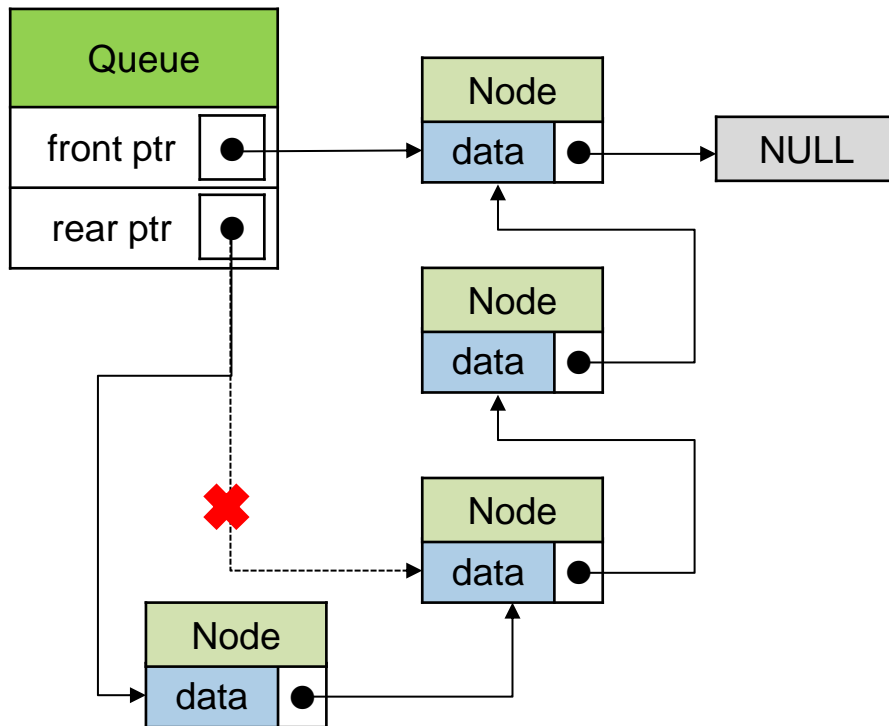 Queue
front ptr
rear ptr
Node
data
NULL
Node
data
Node
data
Node
data